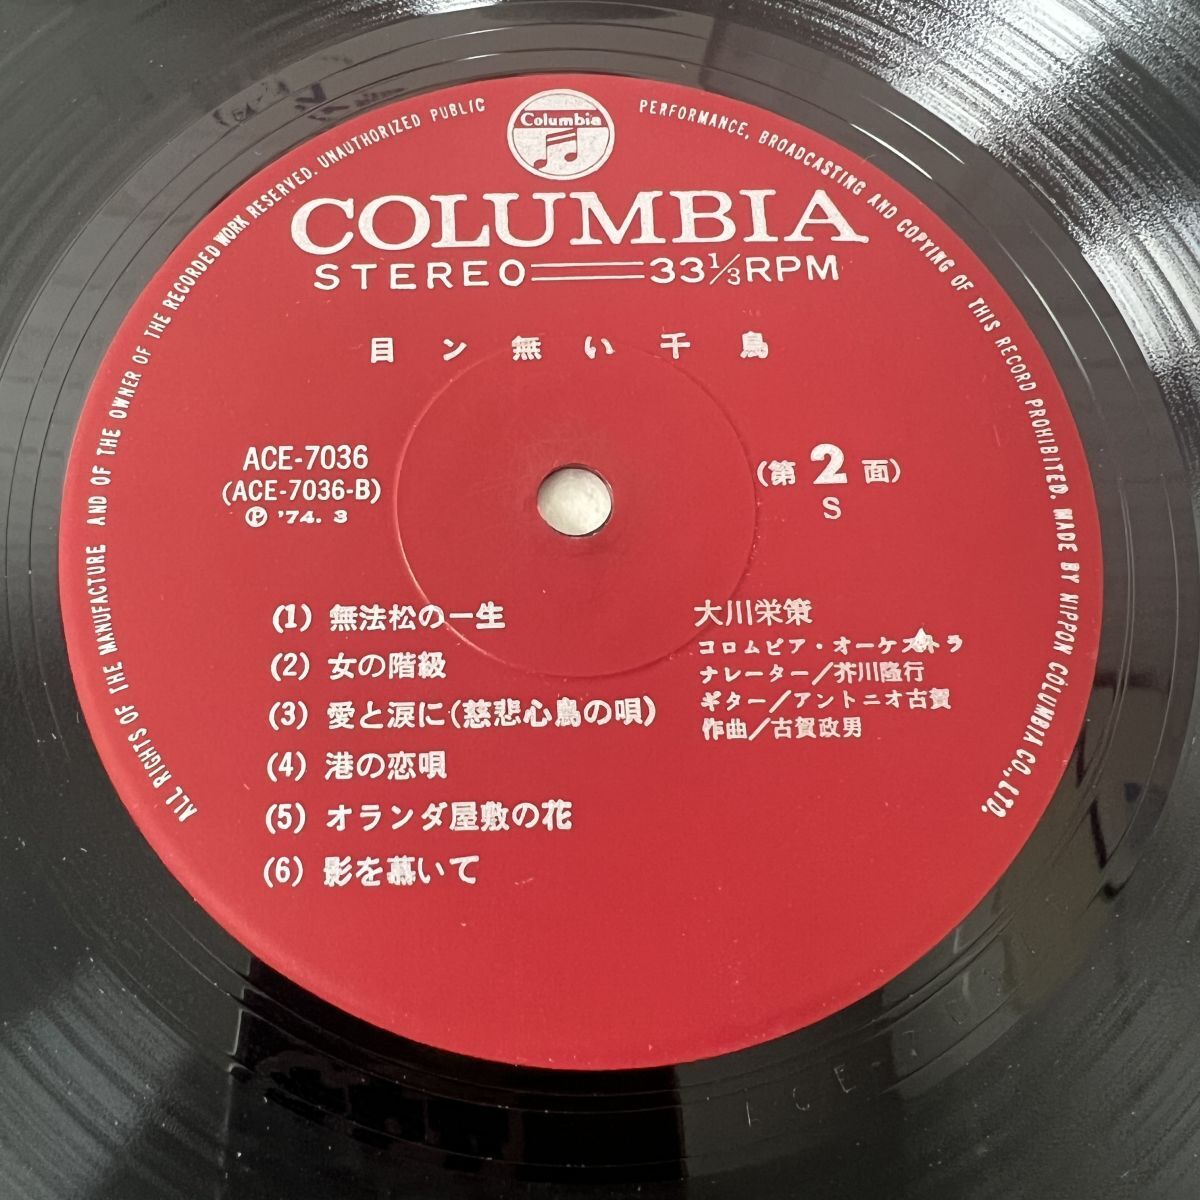 Columbia
COLUMBIA
STEREO 33⅓RPM
目ン無い千鳥
ACE-7036
(ACE-7036-B)
Ⓟ '74. 3
(第2面)
S
(1) 無法松の一生
(2) 女の階級
(3) 愛と涙に(慈悲心鳥の唄)
(4) 港の恋唄
(5) オランダ屋敷の花
(6) 影を慕いて
大川栄策
コロムビア・オーケストラ
ナレーター/芥川隆行
ギター/アントニオ古賀
作曲/古賀政男
ALL RIGHTS OF THE MANUFACTURE AND OF THE OWNER OF THE RECORDED WORK RESERVED. UNAUTHORIZED PUBLIC PERFORMANCE, BROADCASTING AND COPYING OF THIS RECORD PROHIBITED. MADE BY NIPPON COLUMBIA CO., LTD.